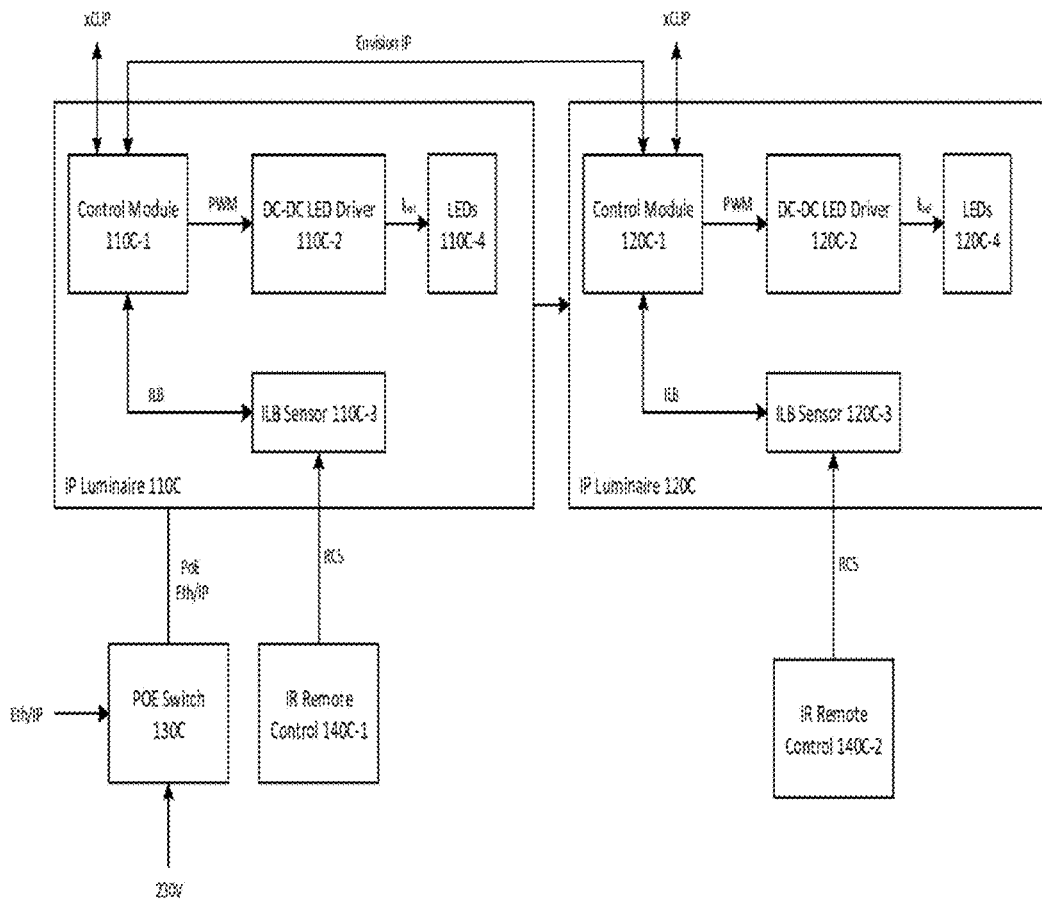 xCLIP
xCLIP
Envision IP
Control Module
110C-1
PWM
DC-DC LED Driver
110C-2
LEDs
110C-4
Control Module
120C-1
PWM
DC-DC LED Driver
120C-2
LEDs
120C-4
ILB
ILB Sensor 110C-3
ILB
ILB Sensor 120C-3
IP Luminaire 110C
IP Luminaire 120C
PoE
Eth/IP
RC5
RC5
Eth/IP
POE Switch
130C
IR Remote
Control 140C-1
IR Remote
Control 140C-2
230V